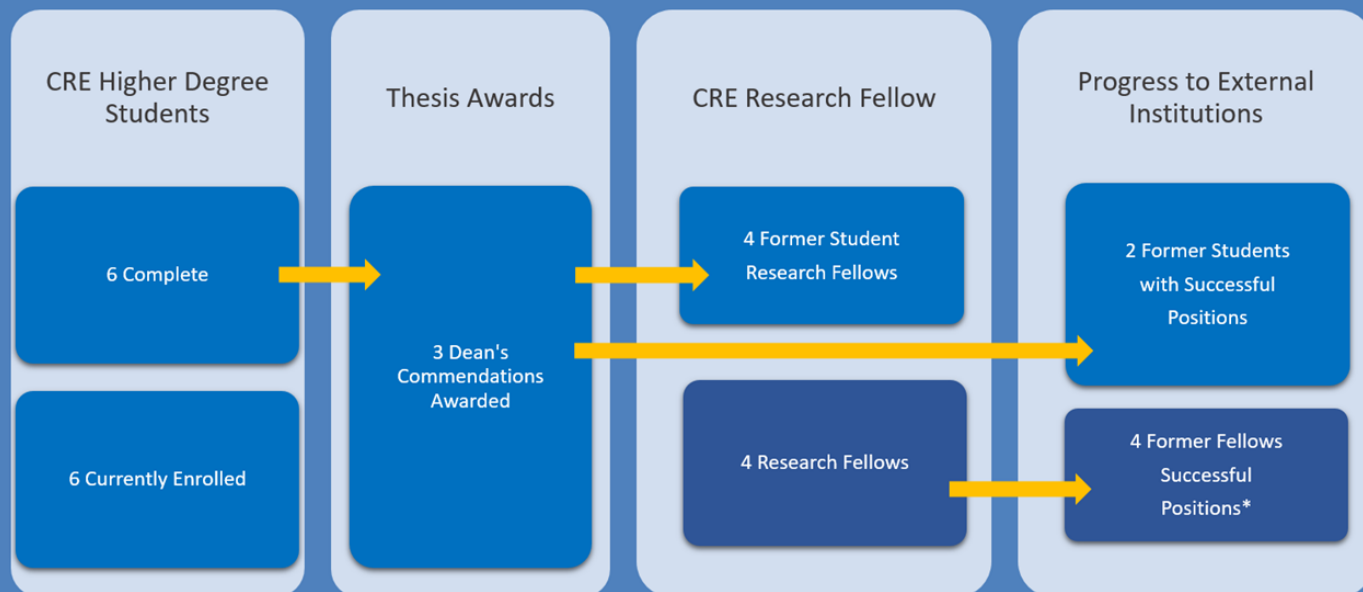 CRE Higher Degree
Students
6 Complete
6 Currently Enrolled
Thesis Awards
3 Dean's
Commendations
Awarded
CRE Research Fellow
4 Former Student
Research Fellows
4 Research Fellows
Progress to External
Institutions
2 Former Students
with Successful
Positions
4 Former Fellows
Successful
Positions*